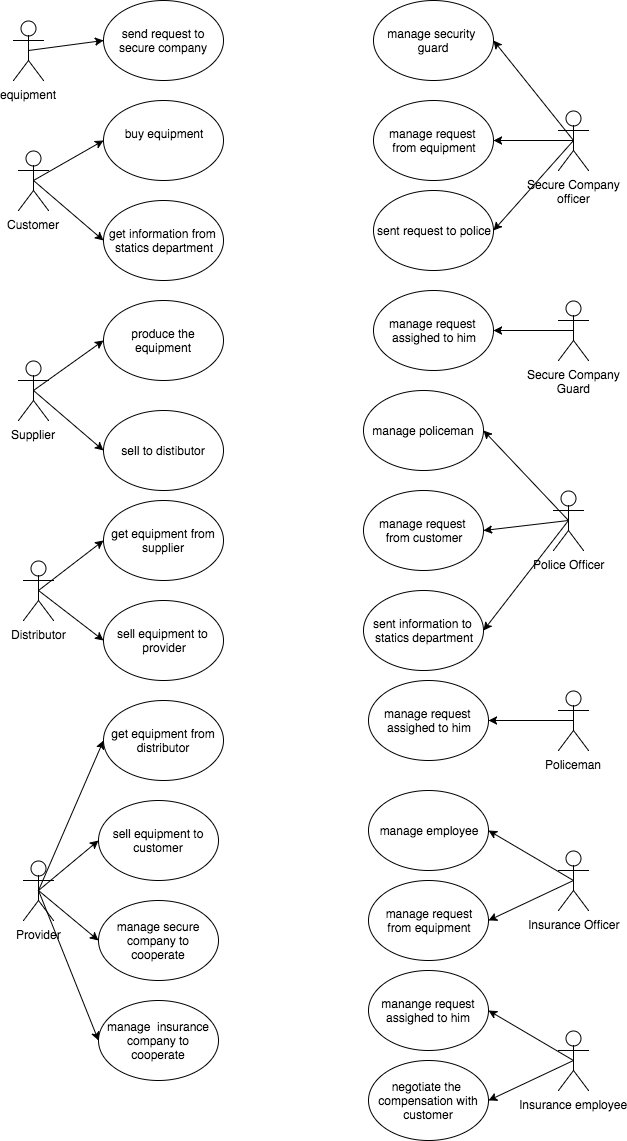 send request to
secure company
equipment
buy equipment
Customer
get information from
statics department
produce the
equipment
Supplier
sell to distibutor
get equipment from
supplier
Distributor
sell equipment to
provider
get equipment from
distributor
sell equipment to
customer
Provider
manage secure
company to
cooperate
manage  insurance
company to
cooperate
manage security
guard
manage request
from equipment
Secure Company
officer
sent request to police
manage request
assighed to him
Secure Company
Guard
manage policeman
manage request
from customer
Police Officer
sent information to
statics department
manage request
assighed to him
Policeman
manage employee
manage request
from equipment
Insurance Officer
manange request
assighed to him
negotiate the
compensation with
customer
Insurance employee